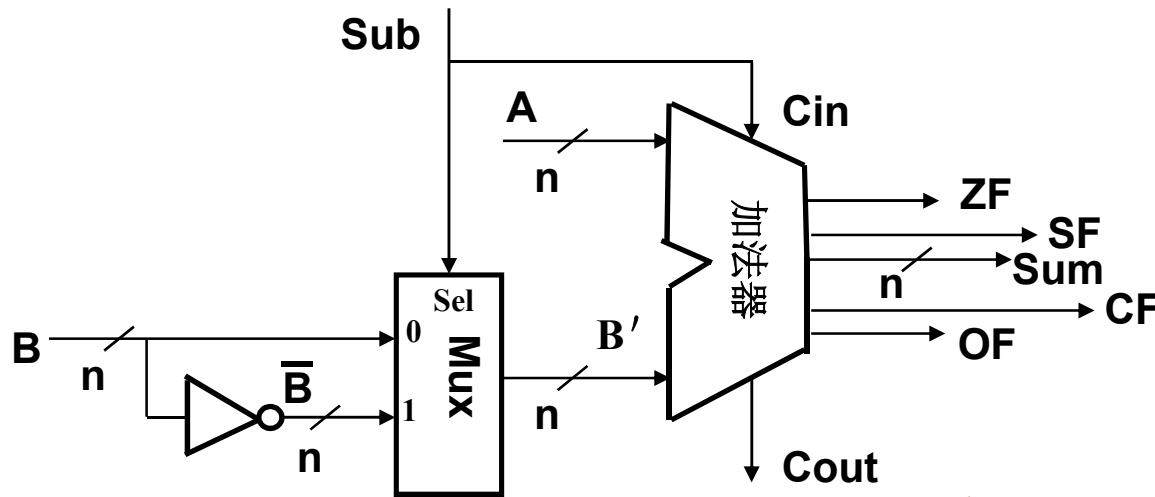 Sub
A
Cin
n
ZF
SF
n
Sum
加法器
CF
OF
Sel
0
B
n
Mux
B′
n
B̅
1
n
Cout